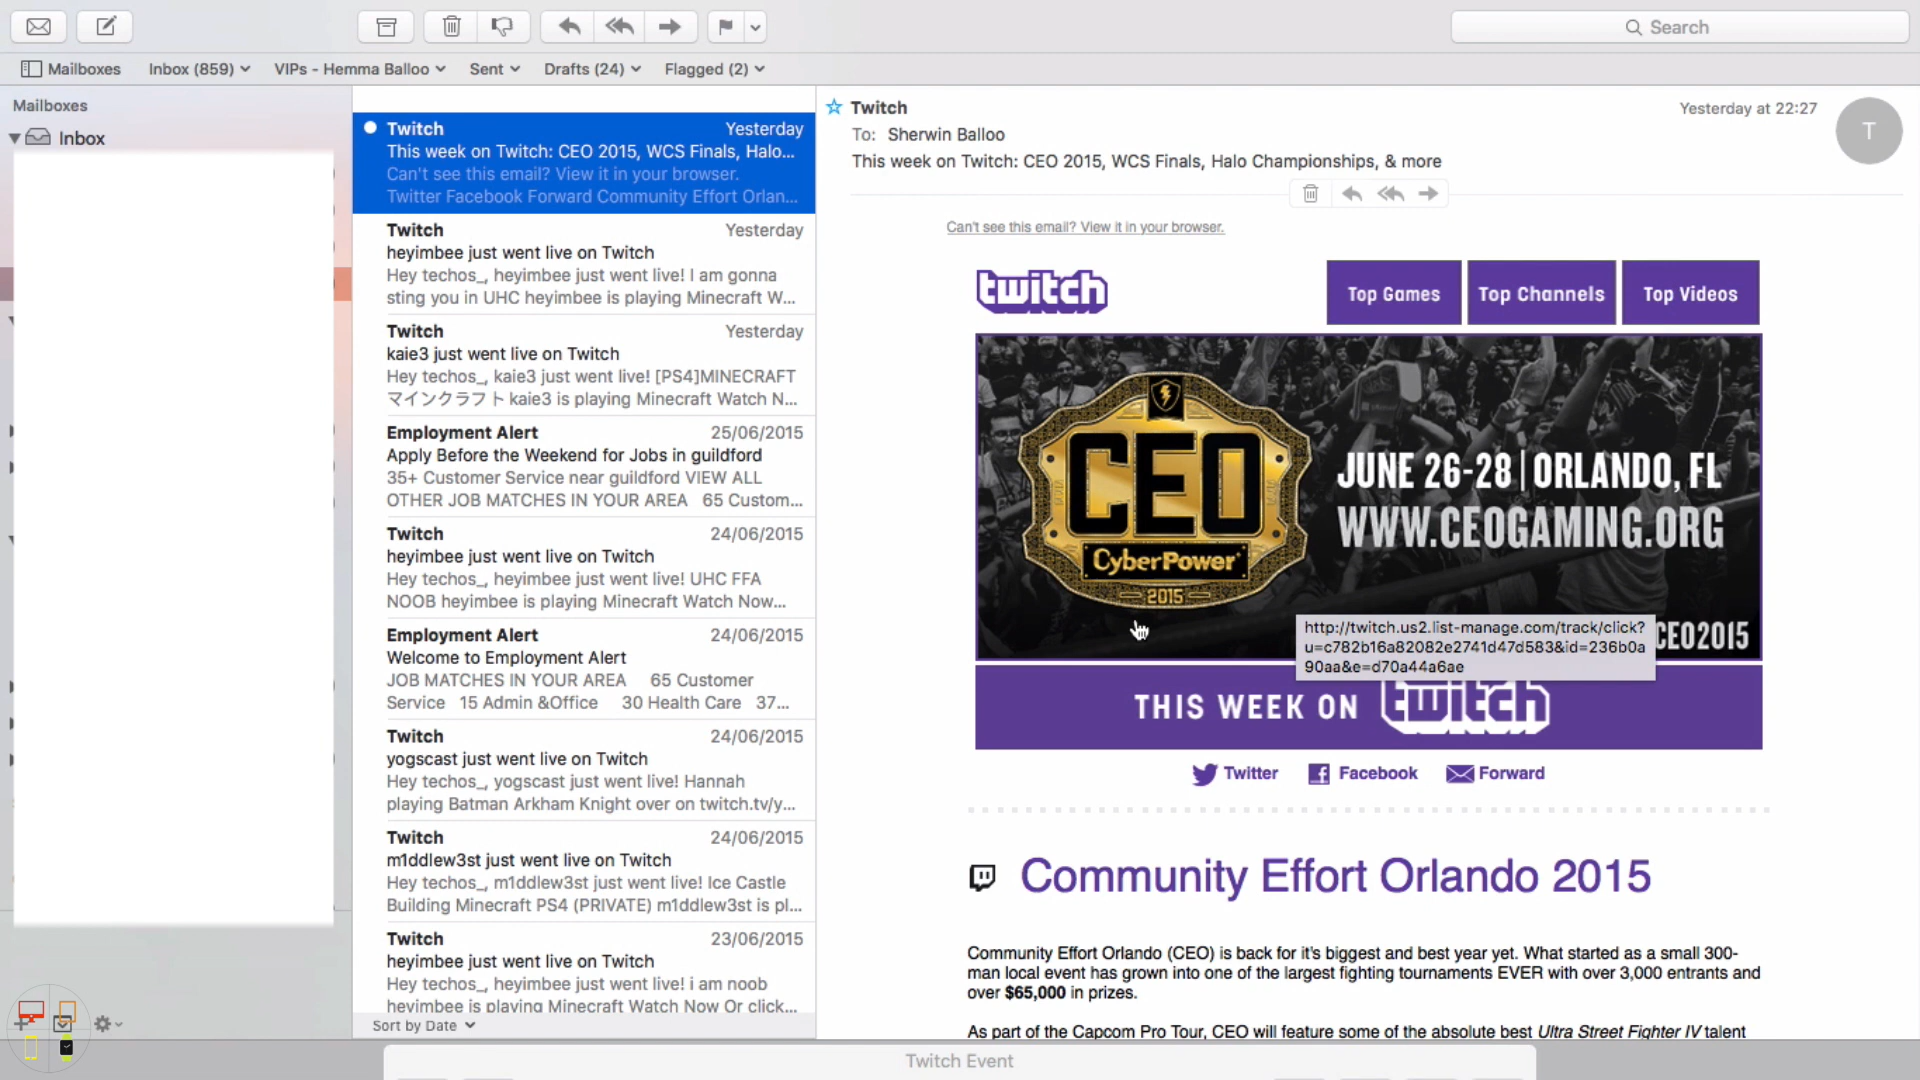 Search
Mailboxes
Inbox (859)
VIPs - Hemma Balloo
Sent
Drafts (24)
Flagged (2)
Mailboxes
Inbox
Twitch Yesterday
This week on Twitch: CEO 2015, WCS Finals, Halo...
Can't see this email? View it in your browser.
Twitter Facebook Forward Community Effort Orlan...
Twitch Yesterday
heyimbee just went live on Twitch
Hey techos_, heyimbee just went live! I am gonna
sting you in UHC heyimbee is playing Minecraft W...
Twitch Yesterday
kaie3 just went live on Twitch
Hey techos_, kaie3 just went live! [PS4]MINECRAFT
マインクラフト kaie3 is playing Minecraft Watch N...
Employment Alert 25/06/2015
Apply Before the Weekend for Jobs in guildford
35+ Customer Service near guildford VIEW ALL
OTHER JOB MATCHES IN YOUR AREA 65 Custom...
Twitch 24/06/2015
heyimbee just went live on Twitch
Hey techos_, heyimbee just went live! UHC FFA
NOOB heyimbee is playing Minecraft Watch Now...
Employment Alert 24/06/2015
Welcome to Employment Alert
JOB MATCHES IN YOUR AREA 65 Customer
Service 15 Admin &Office 30 Health Care 37...
Twitch 24/06/2015
yogscast just went live on Twitch
Hey techos_, yogscast just went live! Hannah
playing Batman Arkham Knight over on twitch.tv/y...
Twitch 24/06/2015
m1ddlew3st just went live on Twitch
Hey techos_, m1ddlew3st just went live! Ice Castle
Building Minecraft PS4 (PRIVATE) m1ddlew3st is pl...
Twitch 23/06/2015
heyimbee just went live on Twitch
Hey techos_, heyimbee just went live! i am noob
heyimbee is playing Minecraft Watch Now Or click...
Sort by Date
Twitch Yesterday at 22:27
T
To: Sherwin Balloo
This week on Twitch: CEO 2015, WCS Finals, Halo Championships, & more
Can't see this email? View it in your browser.
twitch
Top Games
Top Channels
Top Videos
CEO
CyberPower
2015
JUNE 26-28 | ORLANDO, FL
WWW.CEOGAMING.ORG
CEO2015
http://twitch.us2.list-manage.com/track/click?
u=c782b16a82082e2741d47d583&id=236b0a
90aa&e=d70a44a6ae
THIS WEEK ON twitch
Twitter
Facebook
Forward
Community Effort Orlando 2015
Community Effort Orlando (CEO) is back for it's biggest and best year yet. What started as a small 300-
man local event has grown into one of the largest fighting tournaments EVER with over 3,000 entrants and
over $65,000 in prizes.
As part of the Capcom Pro Tour, CEO will feature some of the absolute best Ultra Street Fighter IV talent
Twitch Event